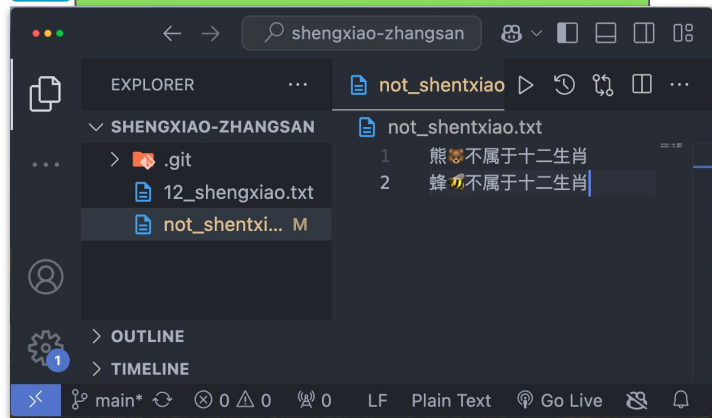 shengxiao-zhangsan
EXPLORER
···
not_shentxiao
···
SHENGXIAO-ZHANGSAN
not_shentxiao.txt
.git
1 熊🐻不属于十二生肖
12_shengxiao.txt
2 蜂🐝不属于十二生肖
not_shentxi... M
OUTLINE
1
TIMELINE
main* 0 0 0 LF Plain Text Go Live